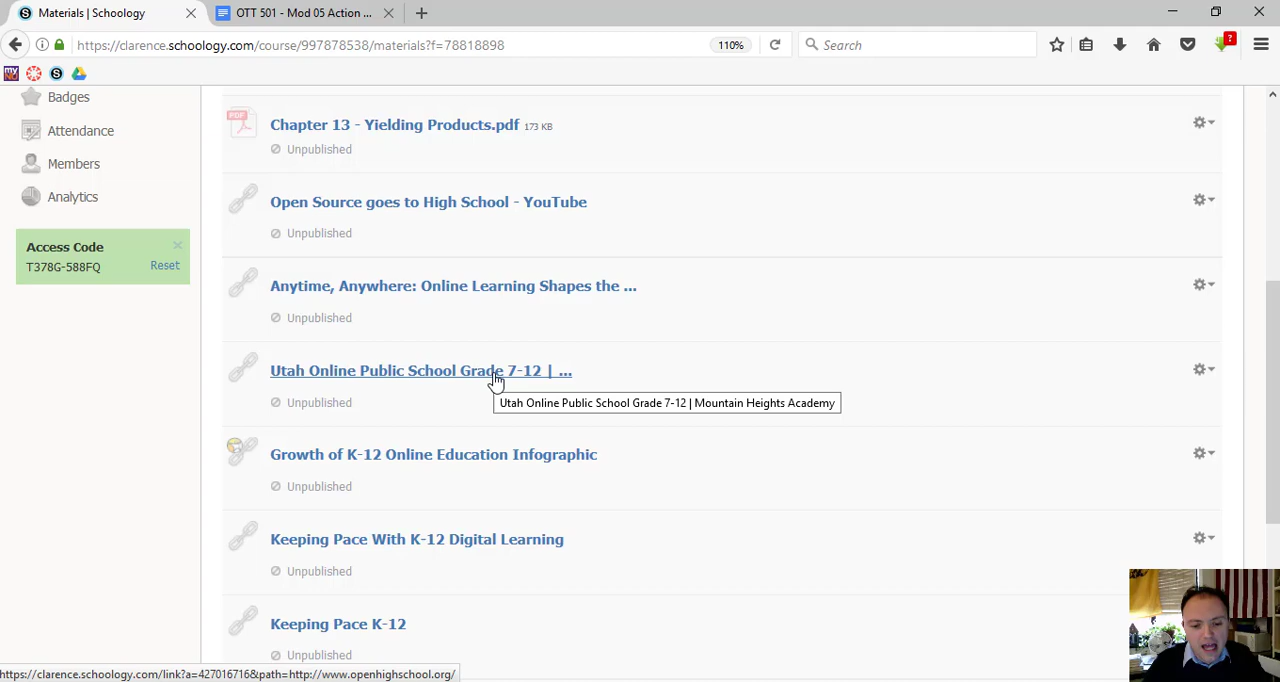 Materials | Schoology
OTT 501 - Mod 05 Action ...
https://clarence.schoology.com/course/997878538/materials?f=78818898
110%
Search
?
Badges
Attendance
Members
Analytics
Access Code
T378G-588FQ
Reset
PDF
Chapter 13 - Yielding Products.pdf 173 KB
Unpublished
Open Source goes to High School - YouTube
Unpublished
Anytime, Anywhere: Online Learning Shapes the ...
Unpublished
Utah Online Public School Grade 7-12 | ...
Utah Online Public School Grade 7-12 | Mountain Heights Academy
Unpublished
Growth of K-12 Online Education Infographic
Unpublished
Keeping Pace With K-12 Digital Learning
Unpublished
Keeping Pace K-12
Unpublished
https://clarence.schoology.com/link?a=427016716&path=http://www.openhighschool.org/